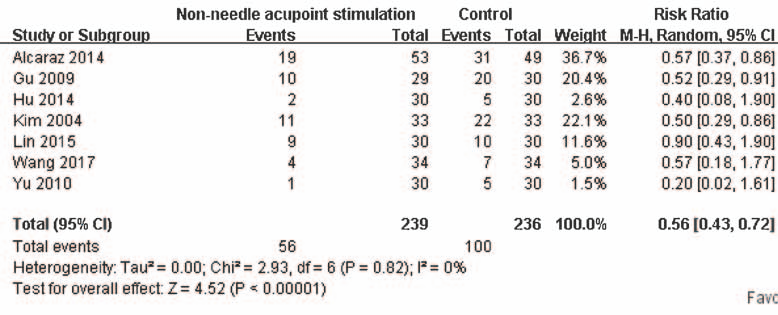 Non-needle acupoint stimulation Control Risk Ratio
Study or Subgroup Events Total Events Total Weight M-H, Random, 95% CI
Alcaraz 2014 19 53 31 49 36.7% 0.57 [0.37, 0.86]
Gu 2009 10 29 20 30 20.4% 0.52 [0.29, 0.91]
Hu 2014 2 30 5 30 2.6% 0.40 [0.08, 1.90]
Kim 2004 11 33 22 33 22.1% 0.50 [0.29, 0.86]
Lin 2015 9 30 10 30 11.6% 0.90 [0.43, 1.90]
Wang 2017 4 34 7 34 5.0% 0.57 [0.18, 1.77]
Yu 2010 1 30 5 30 1.5% 0.20 [0.02, 1.61]
Total (95% CI) 239 236 100.0% 0.56 [0.43, 0.72]
Total events 56 100
Heterogeneity: Tau² = 0.00; Chi² = 2.93, df = 6 (P = 0.82); I² = 0%
Test for overall effect: Z = 4.52 (P < 0.00001)
Favo